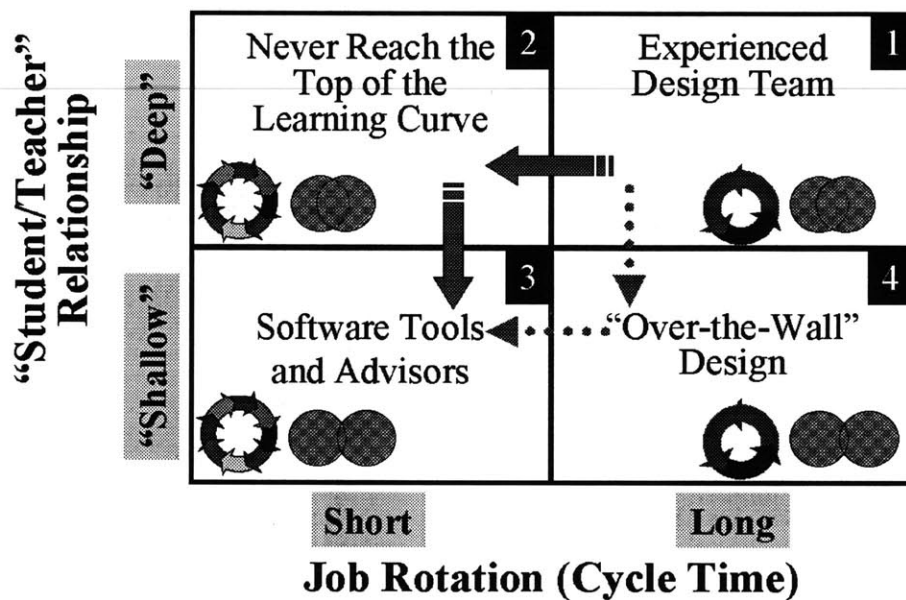 “Student/Teacher”
Relationship
“Deep”
“Shallow”
Never Reach the
Top of the
Learning Curve
2
Experienced
Design Team
1
Software Tools
and Advisors
3
“Over-the-Wall”
Design
4
Short
Long
Job Rotation (Cycle Time)